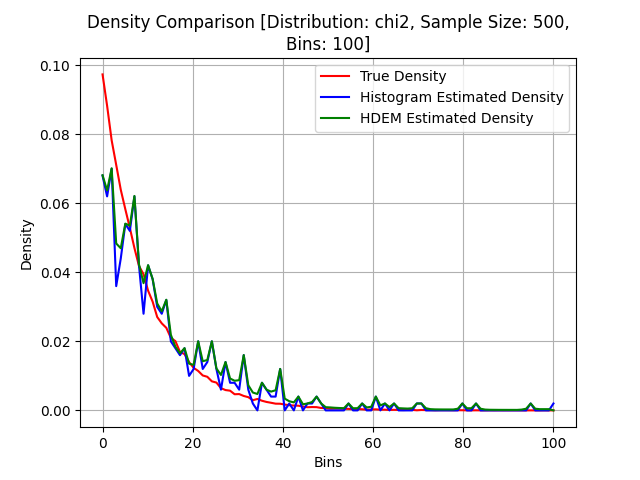 Density Comparison [Distribution: chi2, Sample Size: 500,
Bins: 100]
True Density
Histogram Estimated Density
HDEM Estimated Density
Density
0.10
0.08
0.06
0.04
0.02
0.00
0 20 40 60 80 100
Bins